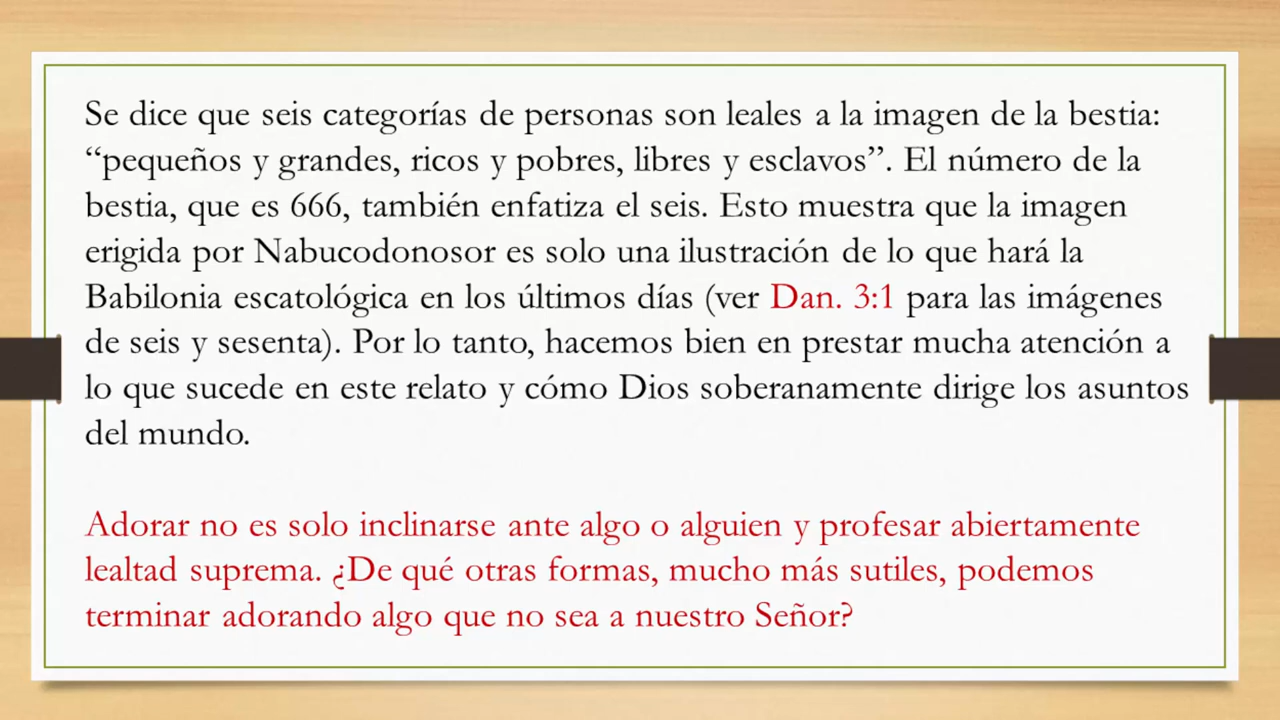 Se dice que seis categorías de personas son leales a la imagen de la bestia:
“pequeños y grandes, ricos y pobres, libres y esclavos”. El número de la
bestia, que es 666, también enfatiza el seis. Esto muestra que la imagen
erigida por Nabucodonosor es solo una ilustración de lo que hará la
Babilonia escatológica en los últimos días (ver Dan. 3:1 para las imágenes
de seis y sesenta). Por lo tanto, hacemos bien en prestar mucha atención a
lo que sucede en este relato y cómo Dios soberanamente dirige los asuntos
del mundo.
Adorar no es solo inclinarse ante algo o alguien y profesar abiertamente
lealtad suprema. ¿De qué otras formas, mucho más sutiles, podemos
terminar adorando algo que no sea a nuestro Señor?